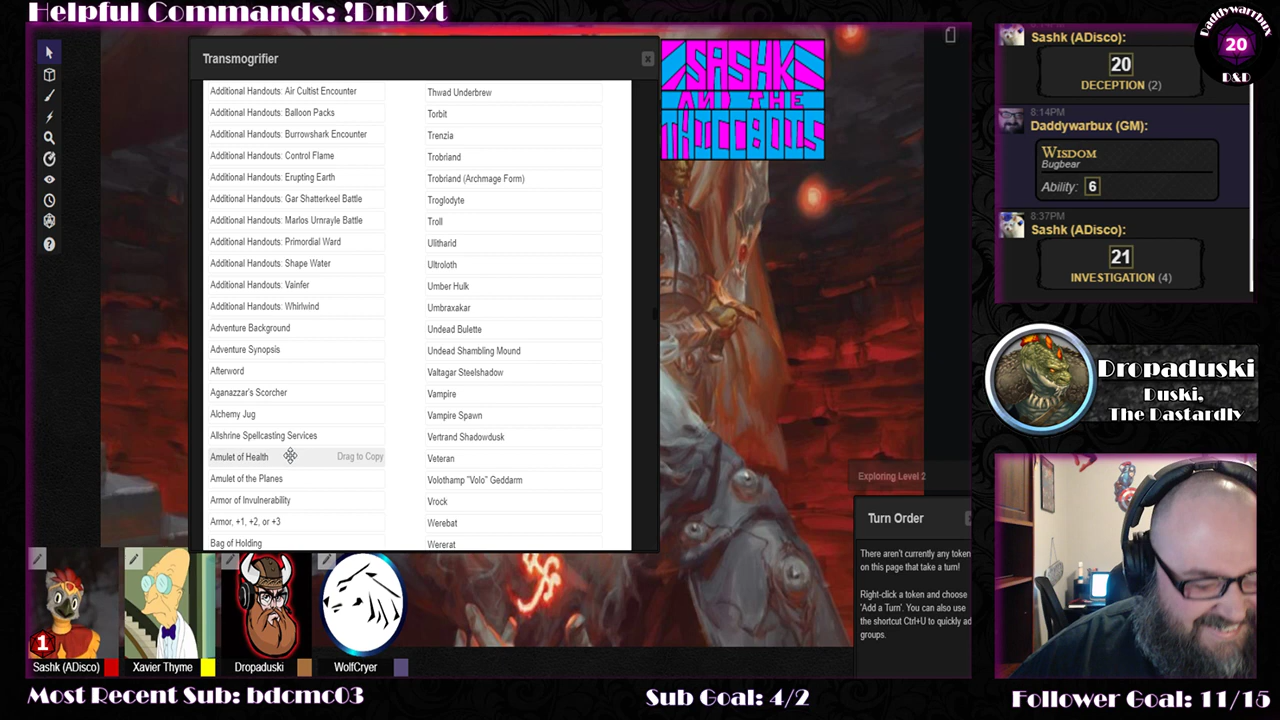 Helpful Commands: !DnDyt
Transmogrifier
Additional Handouts: Air Cultist Encounter
Additional Handouts: Balloon Packs
Additional Handouts: Burrowshark Encounter
Additional Handouts: Control Flame
Additional Handouts: Erupting Earth
Additional Handouts: Gar Shatterkeel Battle
Additional Handouts: Marlos Urnrayle Battle
Additional Handouts: Primordial Ward
Additional Handouts: Shape Water
Additional Handouts: Vainfer
Additional Handouts: Whirlwind
Adventure Background
Adventure Synopsis
Afterword
Aganazzar's Scorcher
Alchemy Jug
Allshrine Spellcasting Services
Amulet of Health
Drag to Copy
Amulet of the Planes
Armor of Invulnerability
Armor, +1, +2, or +3
Bag of Holding
Thwad Underbrew
Torbit
Trenzia
Trobriand
Trobriand (Archmage Form)
Troglodyte
Troll
Ulitharid
Ultroloth
Umber Hulk
Umbraxakar
Undead Bulette
Undead Shambling Mound
Valtagar Steelshadow
Vampire
Vampire Spawn
Vertrand Shadowdusk
Veteran
Volothamp "Volo" Geddarm
Vrock
Werebat
Wererat
SASHK
AND THE
THICCBOIS
Sashk (ADisco):
20
DECEPTION (2)
8:14PM
Daddywarbux (GM):
WISDOM
Bugbear
Ability: 6
8:37PM
Sashk (ADisco):
21
INVESTIGATION (4)
Daddywarbux
20
D&D
Dropaduski
Duski,
The Dastardly
Exploring Level 2
Turn Order
There aren't currently any token
on this page that take a turn!
Right-click a token and choose
'Add a Turn'. You can also use
the shortcut Ctrl+U to quickly ad
groups.
1
Sashk (ADisco)
Xavier Thyme
Dropaduski
WolfCryer
Most Recent Sub: bdcmc03
Sub Goal: 4/2
Follower Goal: 11/15